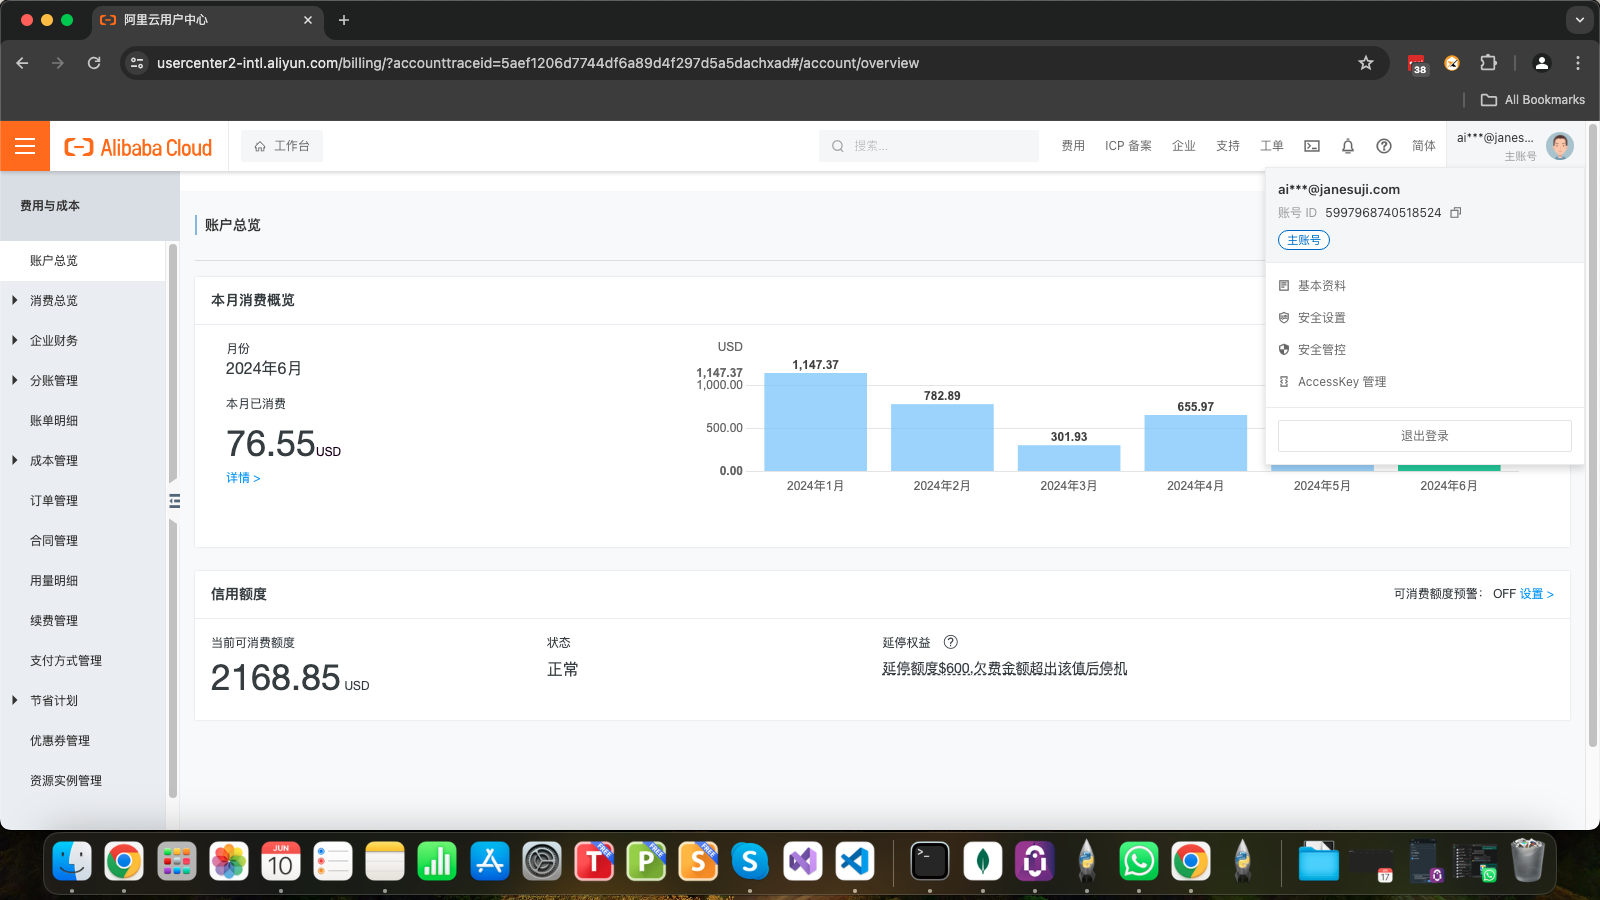 阿里云用户中心
usercenter2-intl.aliyun.com/billing/?accounttraceid=5aef1206d7744df6a89d4f297d5a5dachxad#/account/overview
38
All Bookmarks
Alibaba Cloud
工作台
搜索...
费用
ICP 备案
企业
支持
工单
简体
ai***@janes...
主账号
ai***@janesuji.com
账号 ID 5997968740518524
主账号
基本资料
安全设置
安全管控
AccessKey 管理
退出登录
费用与成本
账户总览
消费总览
企业财务
分账管理
账单明细
成本管理
订单管理
合同管理
用量明细
续费管理
支付方式管理
节省计划
优惠券管理
资源实例管理
账户总览
本月消费概览
月份
2024年6月
本月已消费
76.55USD
详情 >
USD
1,147.37
1,000.00
500.00
0.00
1,147.37
782.89
301.93
655.97
2024年1月
2024年2月
2024年3月
2024年4月
2024年5月
2024年6月
信用额度
可消费额度预警： OFF 设置 >
当前可消费额度
2168.85 USD
状态
正常
延停权益
延停额度$600,欠费金额超出该值后停机
JUN
10
T
FREE
P
FREE
S
FREE
17